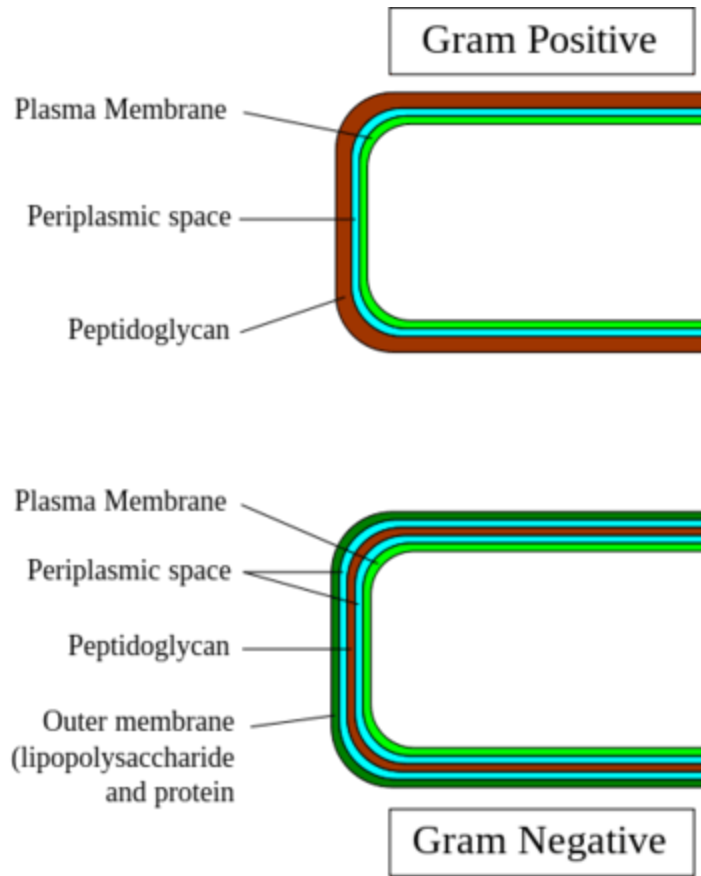 Gram Positive
Plasma Membrane
Periplasmic space
Peptidoglycan
Plasma Membrane
Periplasmic space
Peptidoglycan
Outer membrane
(lipopolysaccharide
and protein
Gram Negative